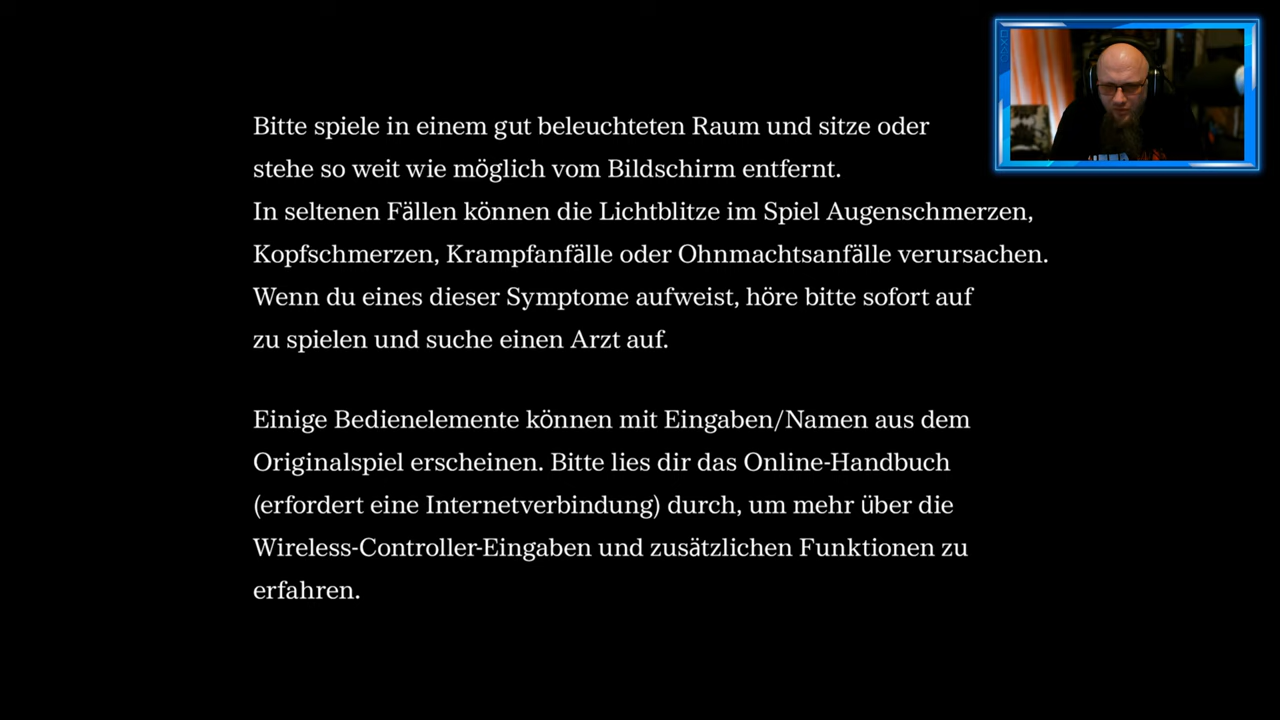 Bitte spiele in einem gut beleuchteten Raum und sitze oder
stehe so weit wie möglich vom Bildschirm entfernt.
In seltenen Fällen können die Lichtblitze im Spiel Augenschmerzen,
Kopfschmerzen, Krampfanfälle oder Ohnmachtsanfälle verursachen.
Wenn du eines dieser Symptome aufweist, höre bitte sofort auf
zu spielen und suche einen Arzt auf.
Einige Bedienelemente können mit Eingaben/Namen aus dem
Originalspiel erscheinen. Bitte lies dir das Online-Handbuch
(erfordert eine Internetverbindung) durch, um mehr über die
Wireless-Controller-Eingaben und zusätzlichen Funktionen zu
erfahren.